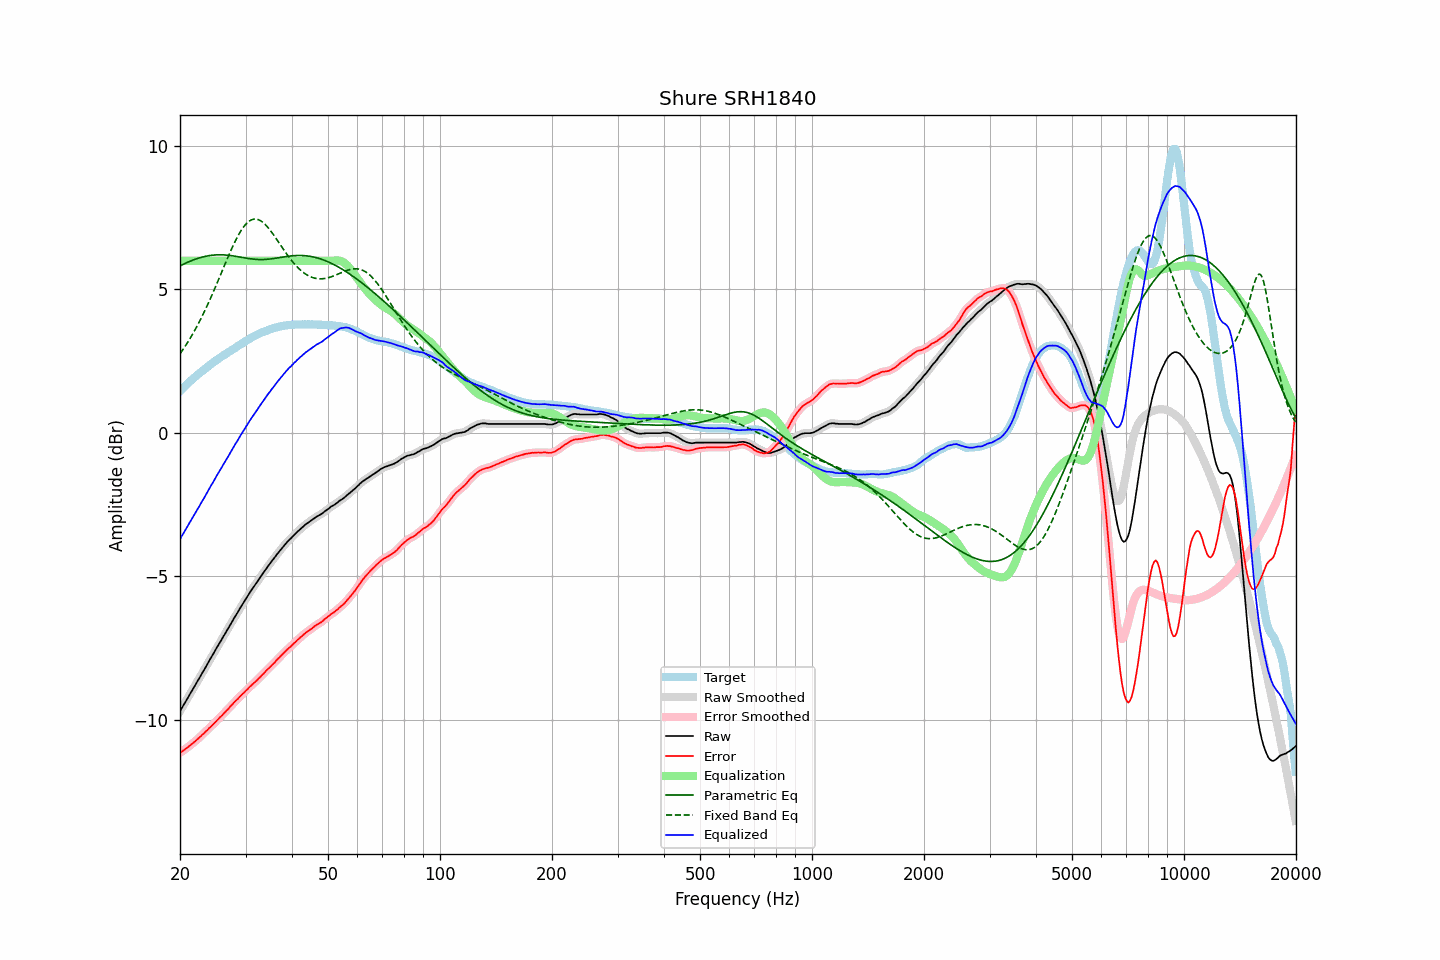 Shure SRH1840
Amplitude (dBr)
10
5
0
−5
−10
Target
Raw Smoothed
Error Smoothed
Raw
Error
Equalization
Parametric Eq
Fixed Band Eq
Equalized
20 50 100 200 500 1000 2000 5000 10000 20000
Frequency (Hz)